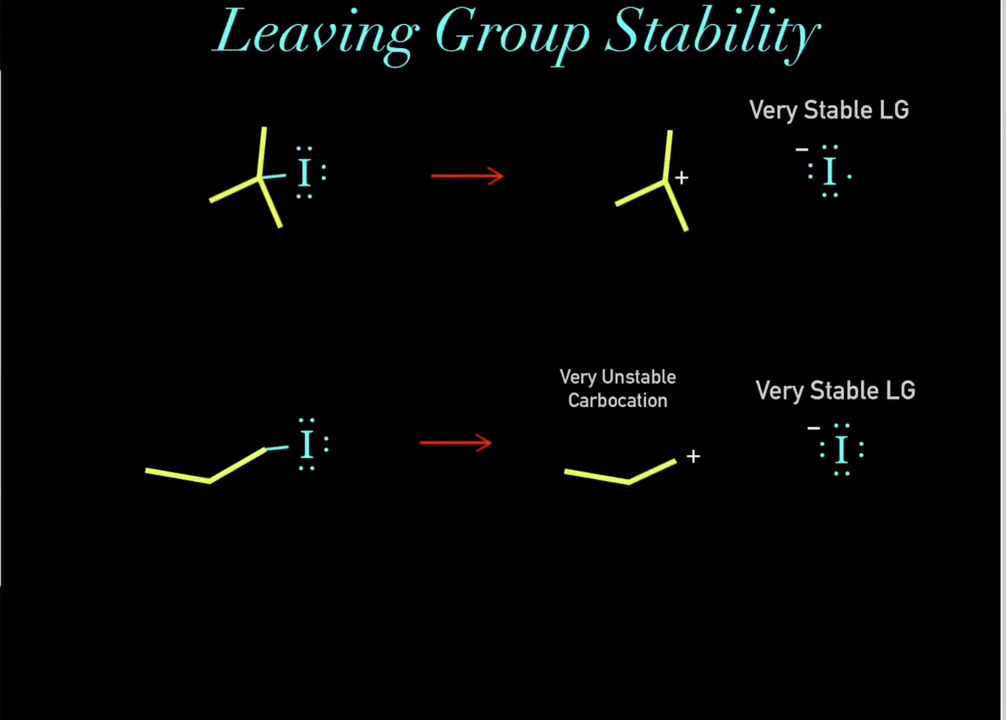 Leaving Group Stability
Very Stable LG
I
+
− I
Very Unstable
Carbocation
Very Stable LG
I
+
− I